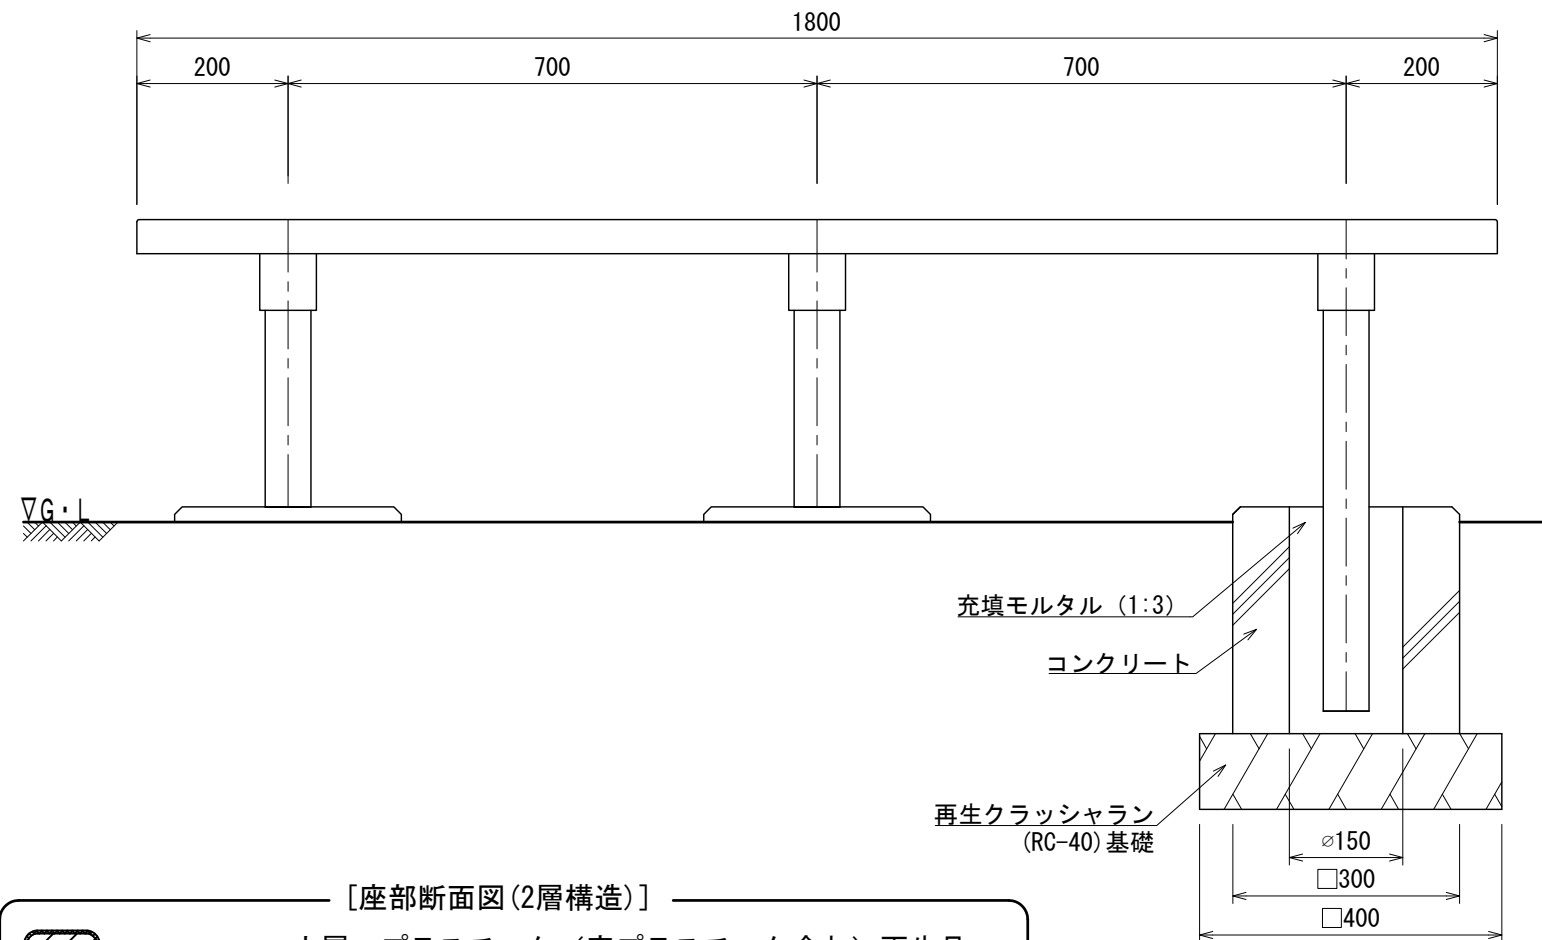 1800
200 700 700 200
▽G・L
充填モルタル (1:3)
コンクリート
再生クラッシャラン
(RC-40)基礎
⌀150
□300
□400
[座部断面図(2層構造)]